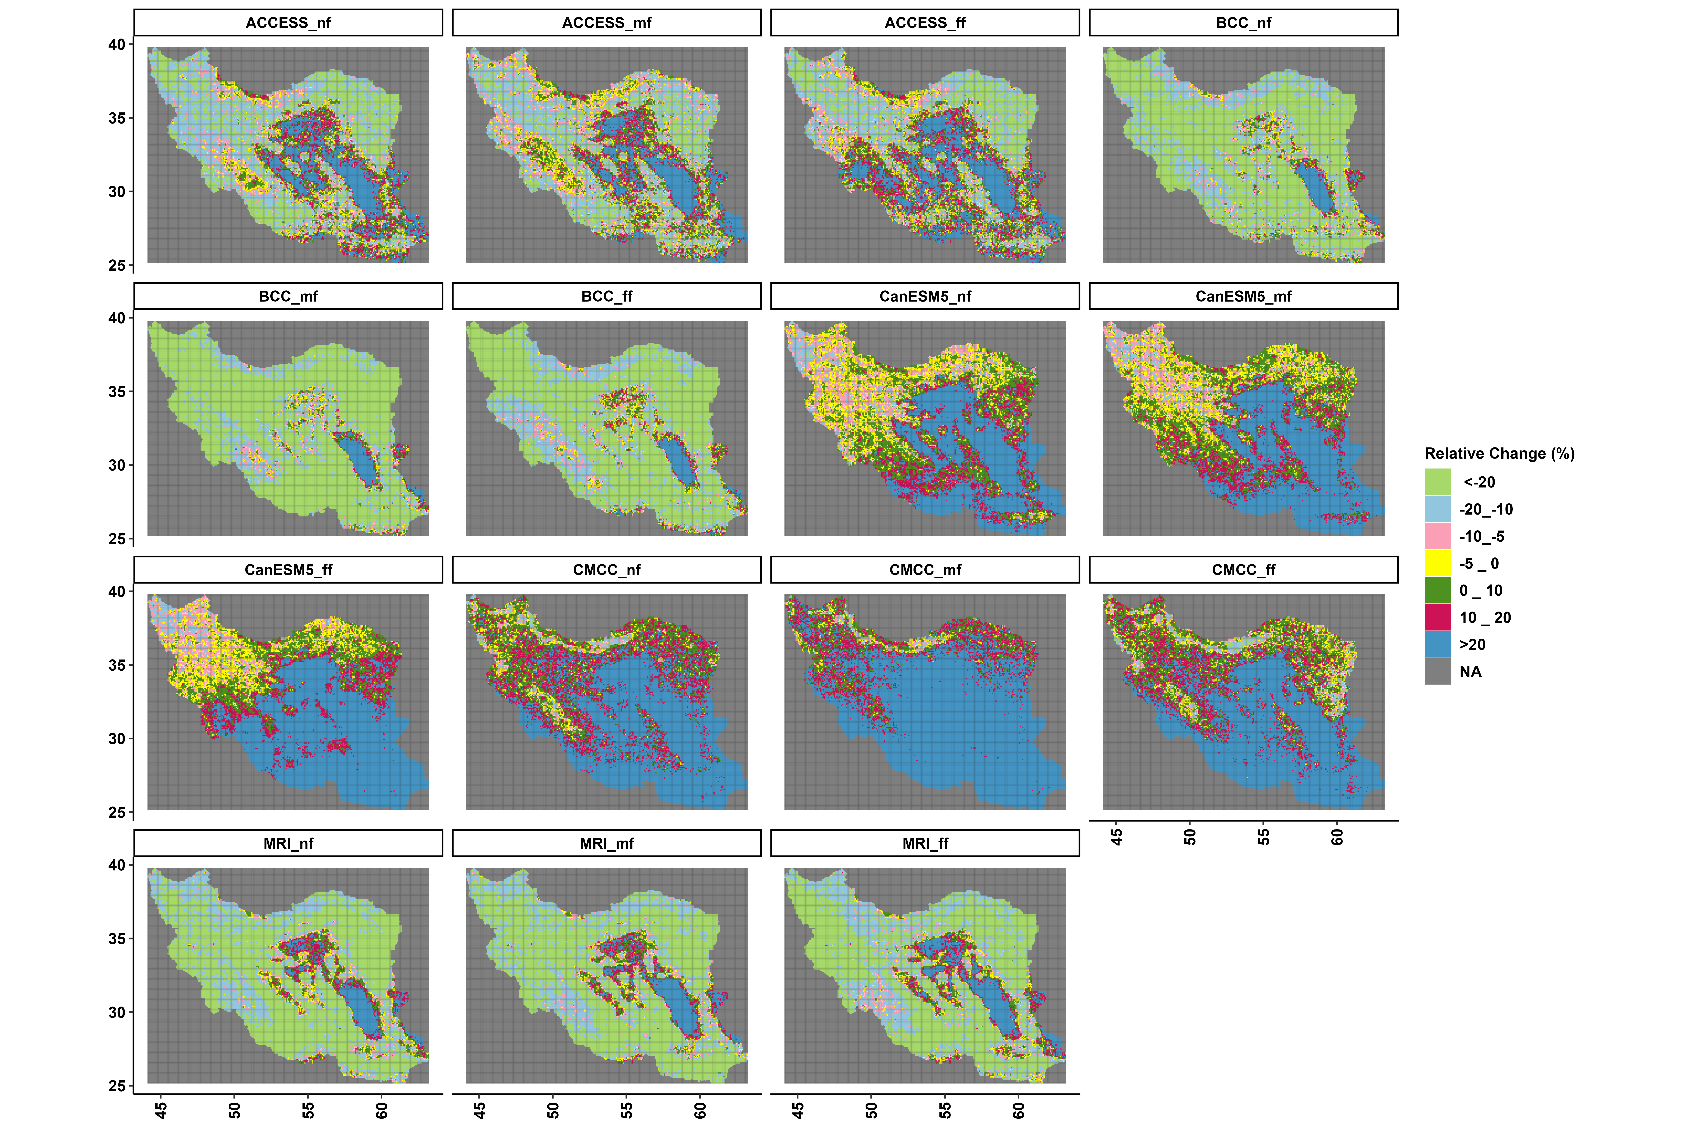 ACCESS_nf ACCESS_mf ACCESS_ff BCC_nf
40
35
30
25
BCC_mf BCC_ff CanESM5_nf CanESM5_mf
40
35
30
25
Relative Change (%)
<-20
-20_-10
-10_-5
-5 _ 0
0 _ 10
10 _ 20
>20
NA
CanESM5_ff CMCC_nf CMCC_mf CMCC_ff
40
35
30
25
45 50 55 60
MRI_nf MRI_mf MRI_ff
40
35
30
25
45 50 55 60 45 50 55 60 45 50 55 60